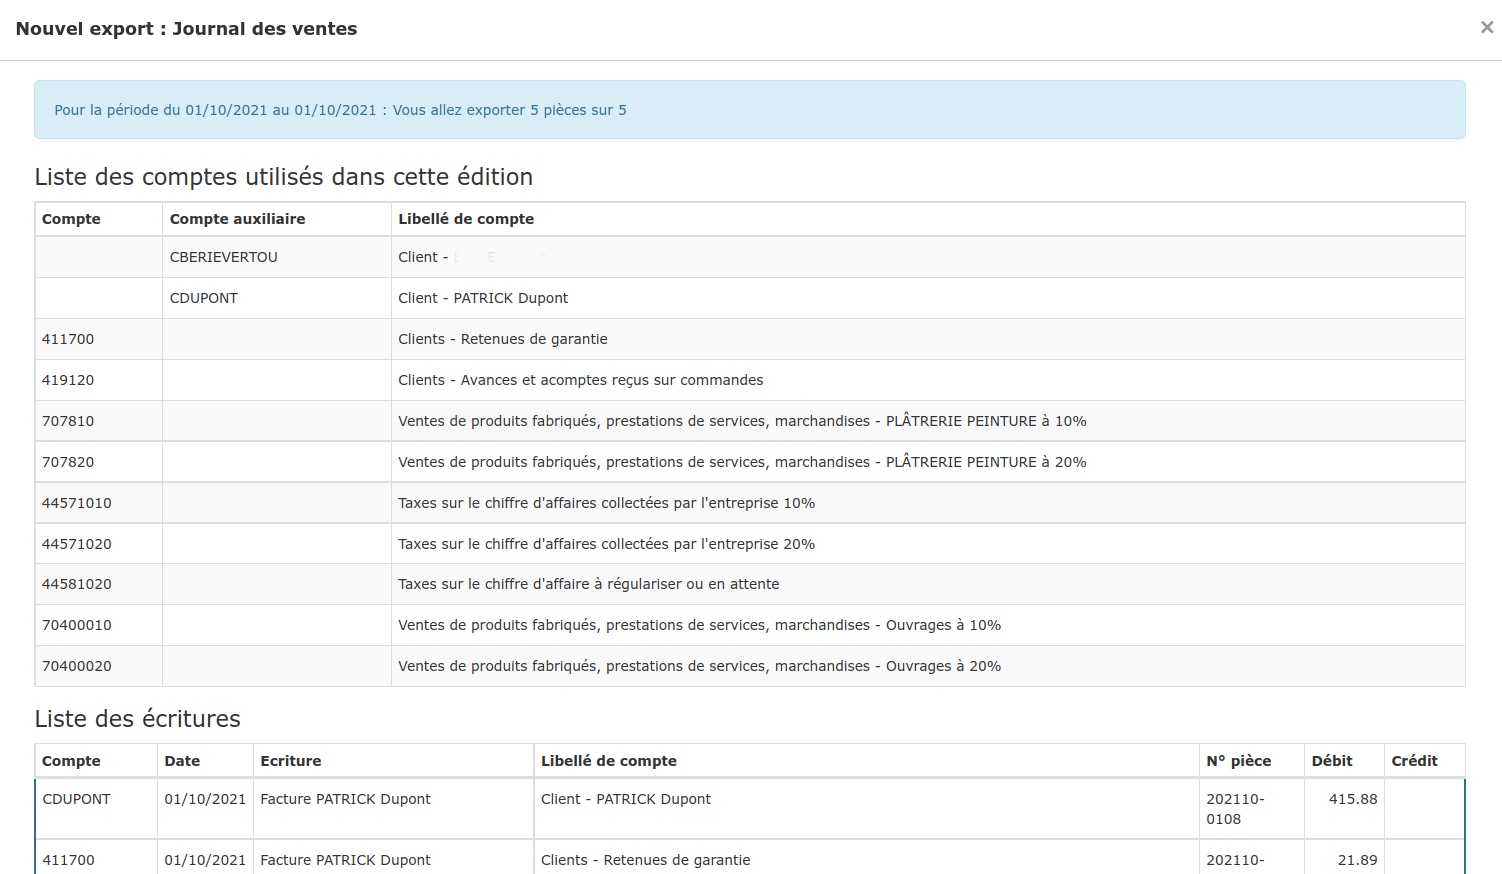 Nouvel export : Journal des ventes
×
Pour la période du 01/10/2021 au 01/10/2021 : Vous allez exporter 5 pièces sur 5
Liste des comptes utilisés dans cette édition
Compte Compte auxiliaire Libellé de compte
CBERIEVERTOU Client -
CDUPONT Client - PATRICK Dupont
411700 Clients - Retenues de garantie
419120 Clients - Avances et acomptes reçus sur commandes
707810 Ventes de produits fabriqués, prestations de services, marchandises - PLÂTRERIE PEINTURE à 10%
707820 Ventes de produits fabriqués, prestations de services, marchandises - PLÂTRERIE PEINTURE à 20%
44571010 Taxes sur le chiffre d'affaires collectées par l'entreprise 10%
44571020 Taxes sur le chiffre d'affaires collectées par l'entreprise 20%
44581020 Taxes sur le chiffre d'affaire à régulariser ou en attente
70400010 Ventes de produits fabriqués, prestations de services, marchandises - Ouvrages à 10%
70400020 Ventes de produits fabriqués, prestations de services, marchandises - Ouvrages à 20%
Liste des écritures
Compte Date Ecriture Libellé de compte N° pièce Débit Crédit
CDUPONT 01/10/2021 Facture PATRICK Dupont Client - PATRICK Dupont 202110- 415.88
0108
411700 01/10/2021 Facture PATRICK Dupont Clients - Retenues de garantie 202110- 21.89